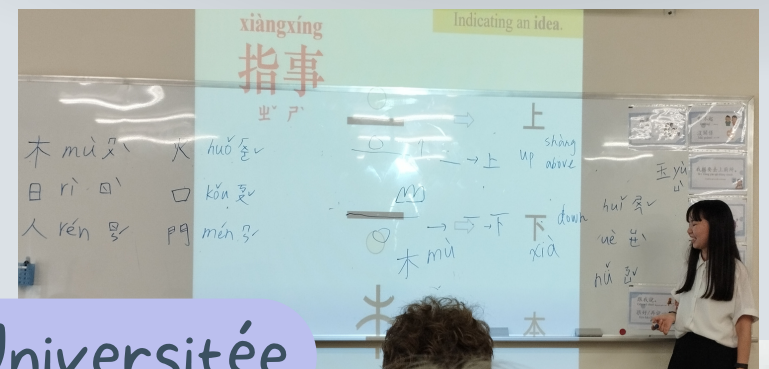 xiàngxíng
Indicating an idea.
指事
ㄓˇ ㄕˋ
木 mù ㄇㄨˋ
火 huǒ ㄏㄨㄛˇ
日 rì ㄖˋ
口 kǒu ㄎㄡˇ
人 rén ㄖㄣˊ
門 mén ㄇㄣˊ
上
→上
up
shàng
above
→下
下
down
xià
木 mù
本
玉 yù
ㄩˋ
huǐ
nǚ
Universitée